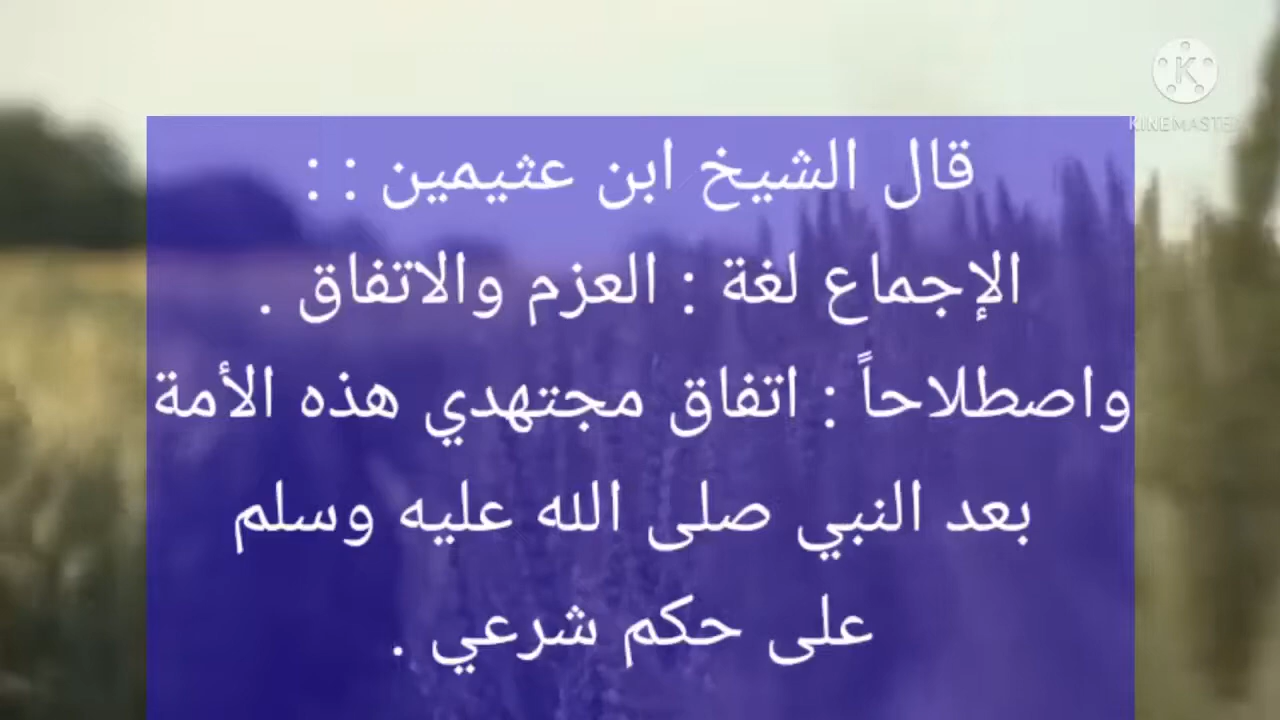 قال الشيخ ابن عثيمين : :
الإجماع لغة : العزم والاتفاق .
واصطلاحاً : اتفاق مجتهدي هذه الأمة
بعد النبي صلى الله عليه وسلم
على حكم شرعي .
K
KINEMASTER